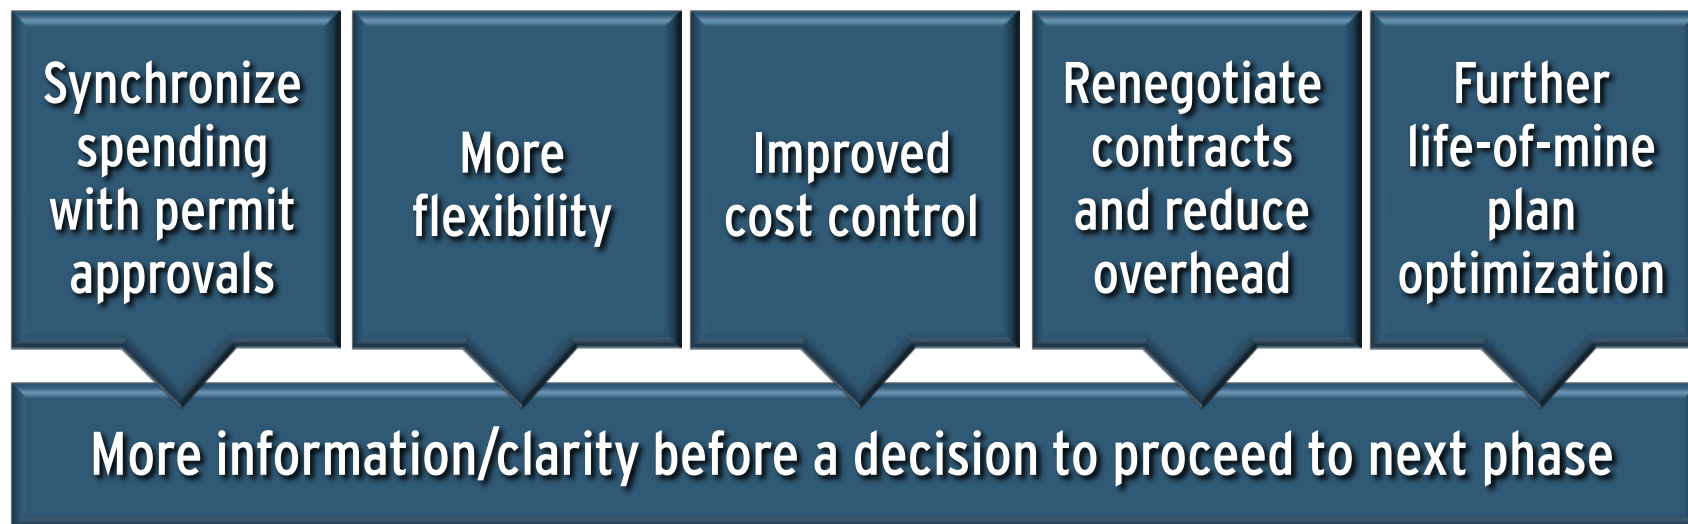 Synchronize
spending
with permit
approvals
More
flexibility
Improved
cost control
Renegotiate
contracts
and reduce
overhead
Further
life-of-mine
plan
optimization
More information/clarity before a decision to proceed to next phase